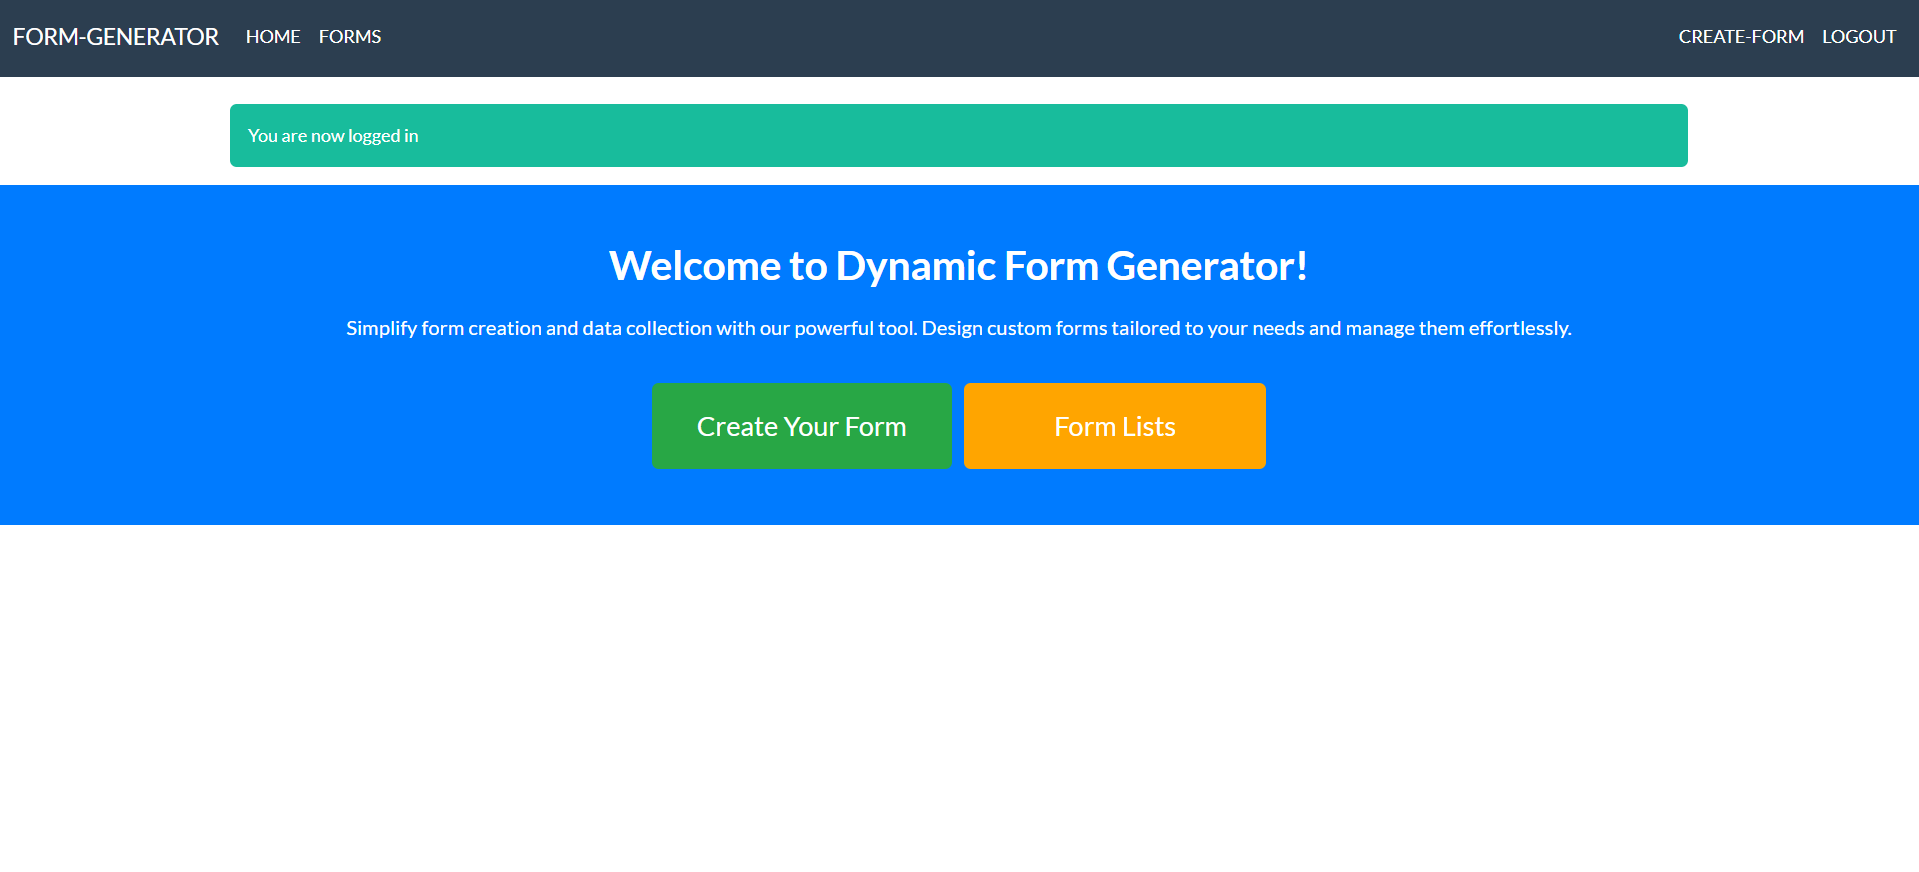 FORM-GENERATOR HOME FORMS CREATE-FORM LOGOUT
You are now logged in
Welcome to Dynamic Form Generator!
Simplify form creation and data collection with our powerful tool. Design custom forms tailored to your needs and manage them effortlessly.
Create Your Form Form Lists